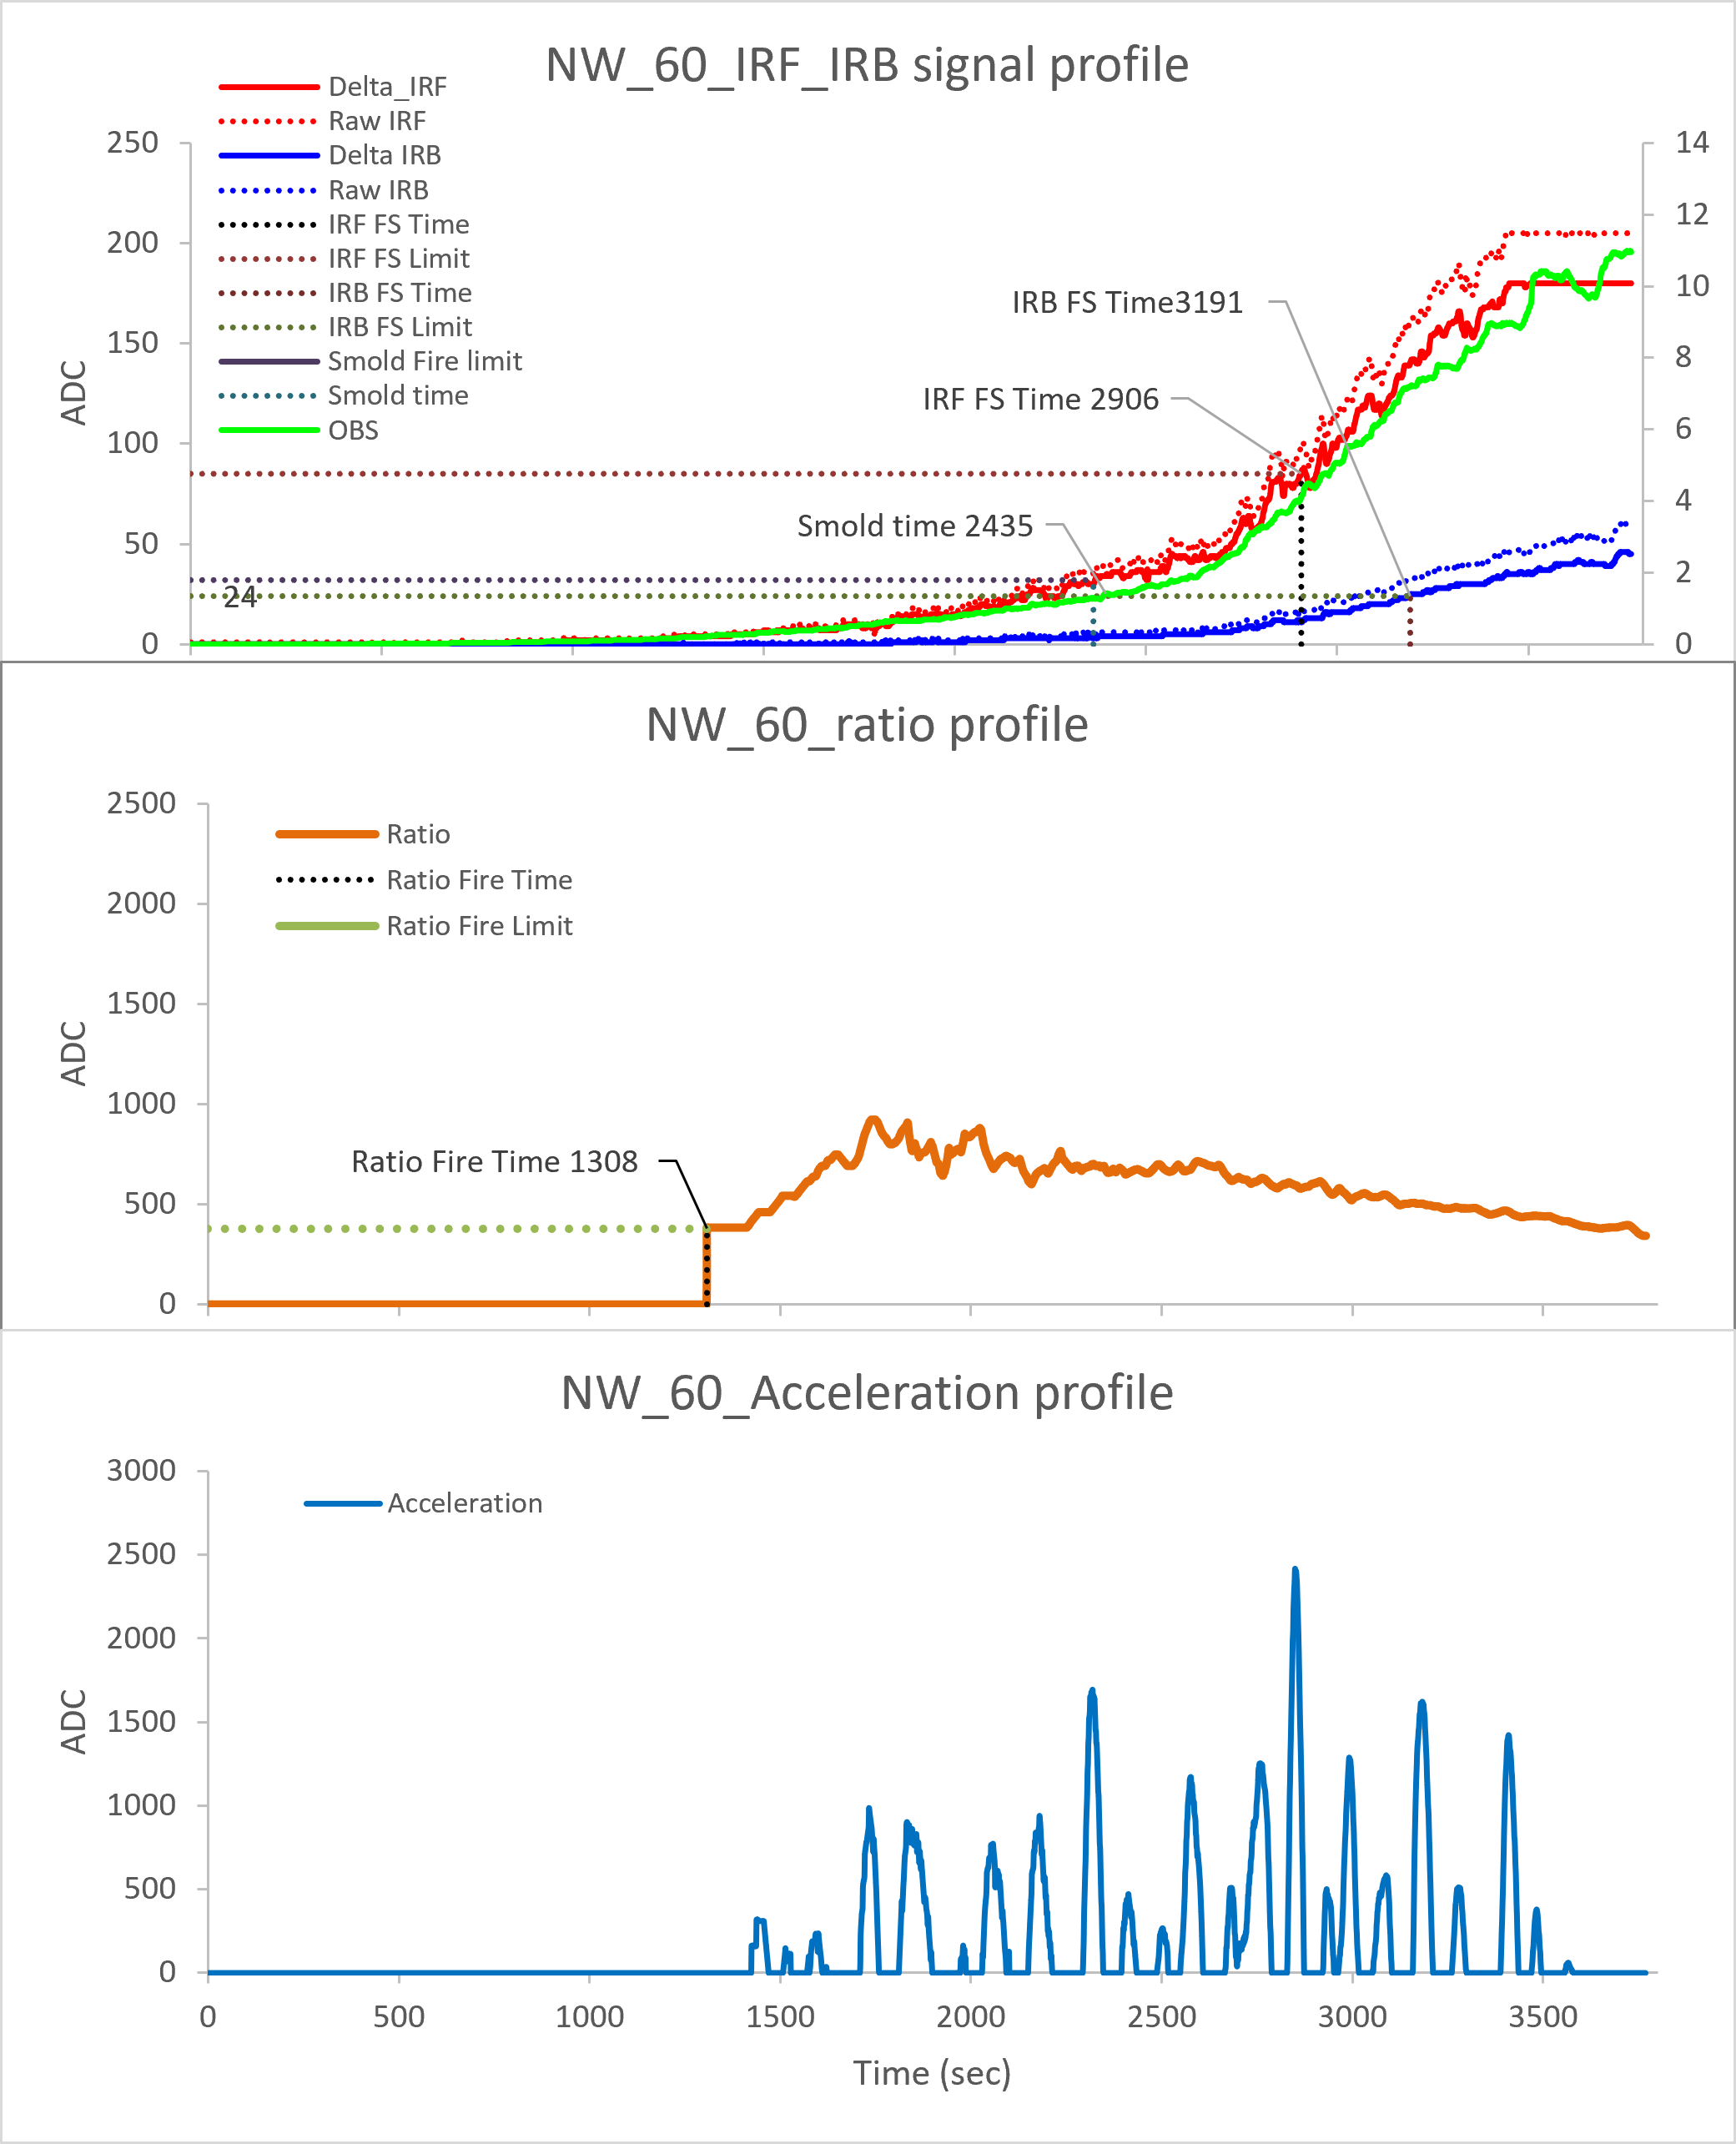 NW_60_IRF_IRB signal profile
Delta_IRF
Raw IRF
Delta IRB
Raw IRB
IRF FS Time
IRF FS Limit
IRB FS Time
IRB FS Limit
Smold Fire limit
Smold time
OBS
250
200
150
100
50
0
ADC
14
12
10
8
6
4
2
0
IRB FS Time3191
IRF FS Time 2906
Smold time 2435
24
NW_60_ratio profile
2500
2000
1500
1000
500
0
ADC
Ratio
Ratio Fire Time
Ratio Fire Limit
Ratio Fire Time 1308
NW_60_Acceleration profile
3000
2500
2000
1500
1000
500
0
ADC
Acceleration
0 500 1000 1500 2000 2500 3000 3500
Time (sec)